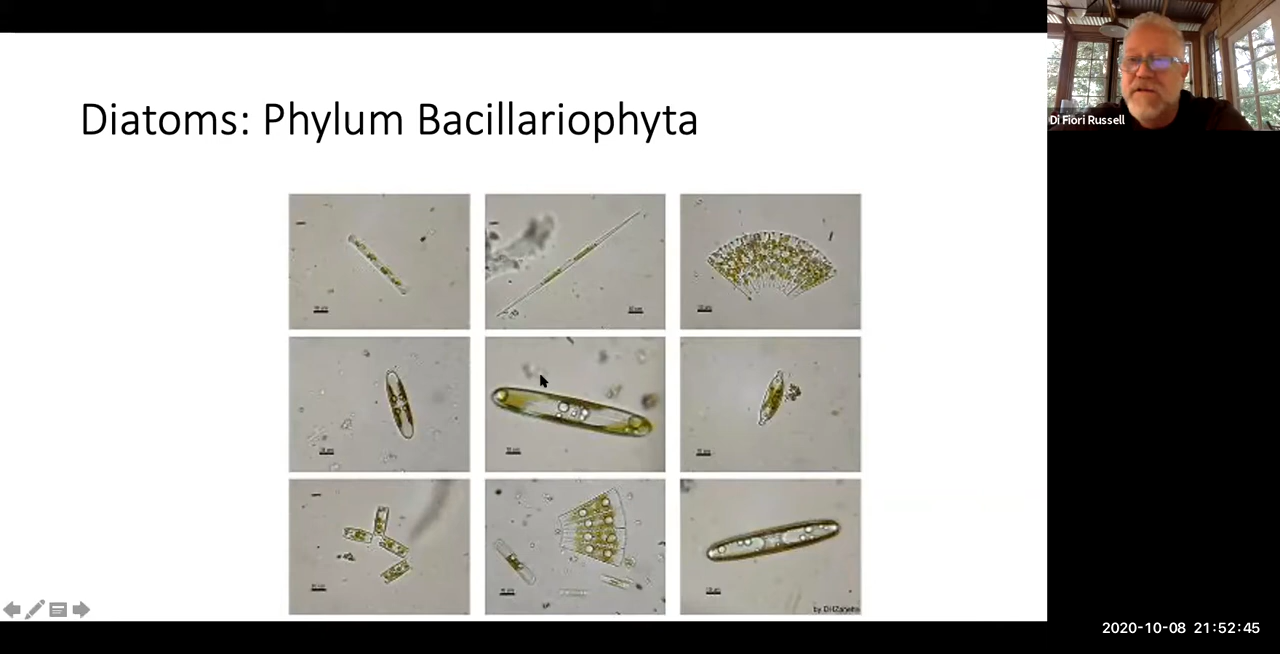 Diatoms: Phylum Bacillariophyta
Di Fiori Russell
2020-10-08 21:52:45